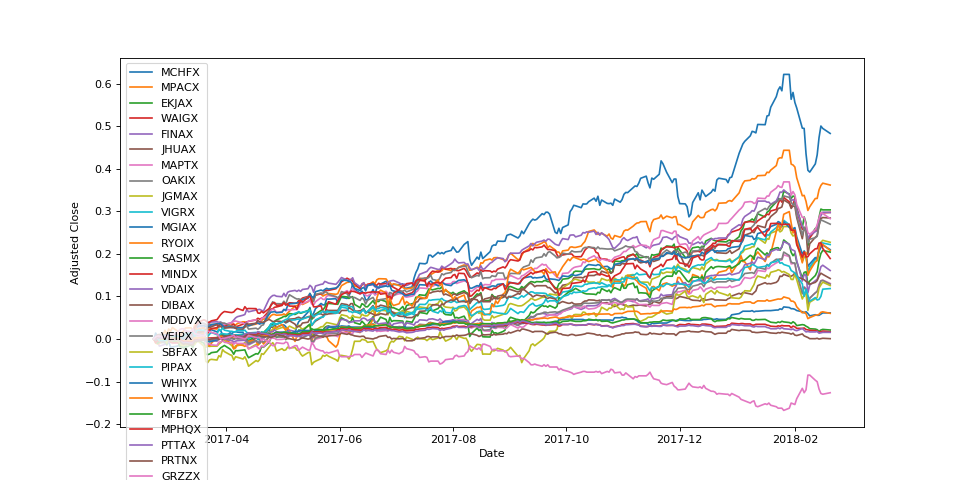 0.6
0.5
0.4
0.3
0.2
0.1
0.0
−0.1
−0.2
Adjusted Close
MCHFX
MPACX
EKJAX
WAIGX
FINAX
JHUAX
MAPTX
OAKIX
JGMAX
VIGRX
MGIAX
RYOIX
SASMX
MINDX
VDAIX
DIBAX
MDDVX
VEIPX
SBFAX
PIPAX
WHIYX
VWINX
MFBFX
MPHQX
PTTAX
PRTNX
GRZZX
2017-04 2017-06 2017-08 2017-10 2017-12 2018-02
Date